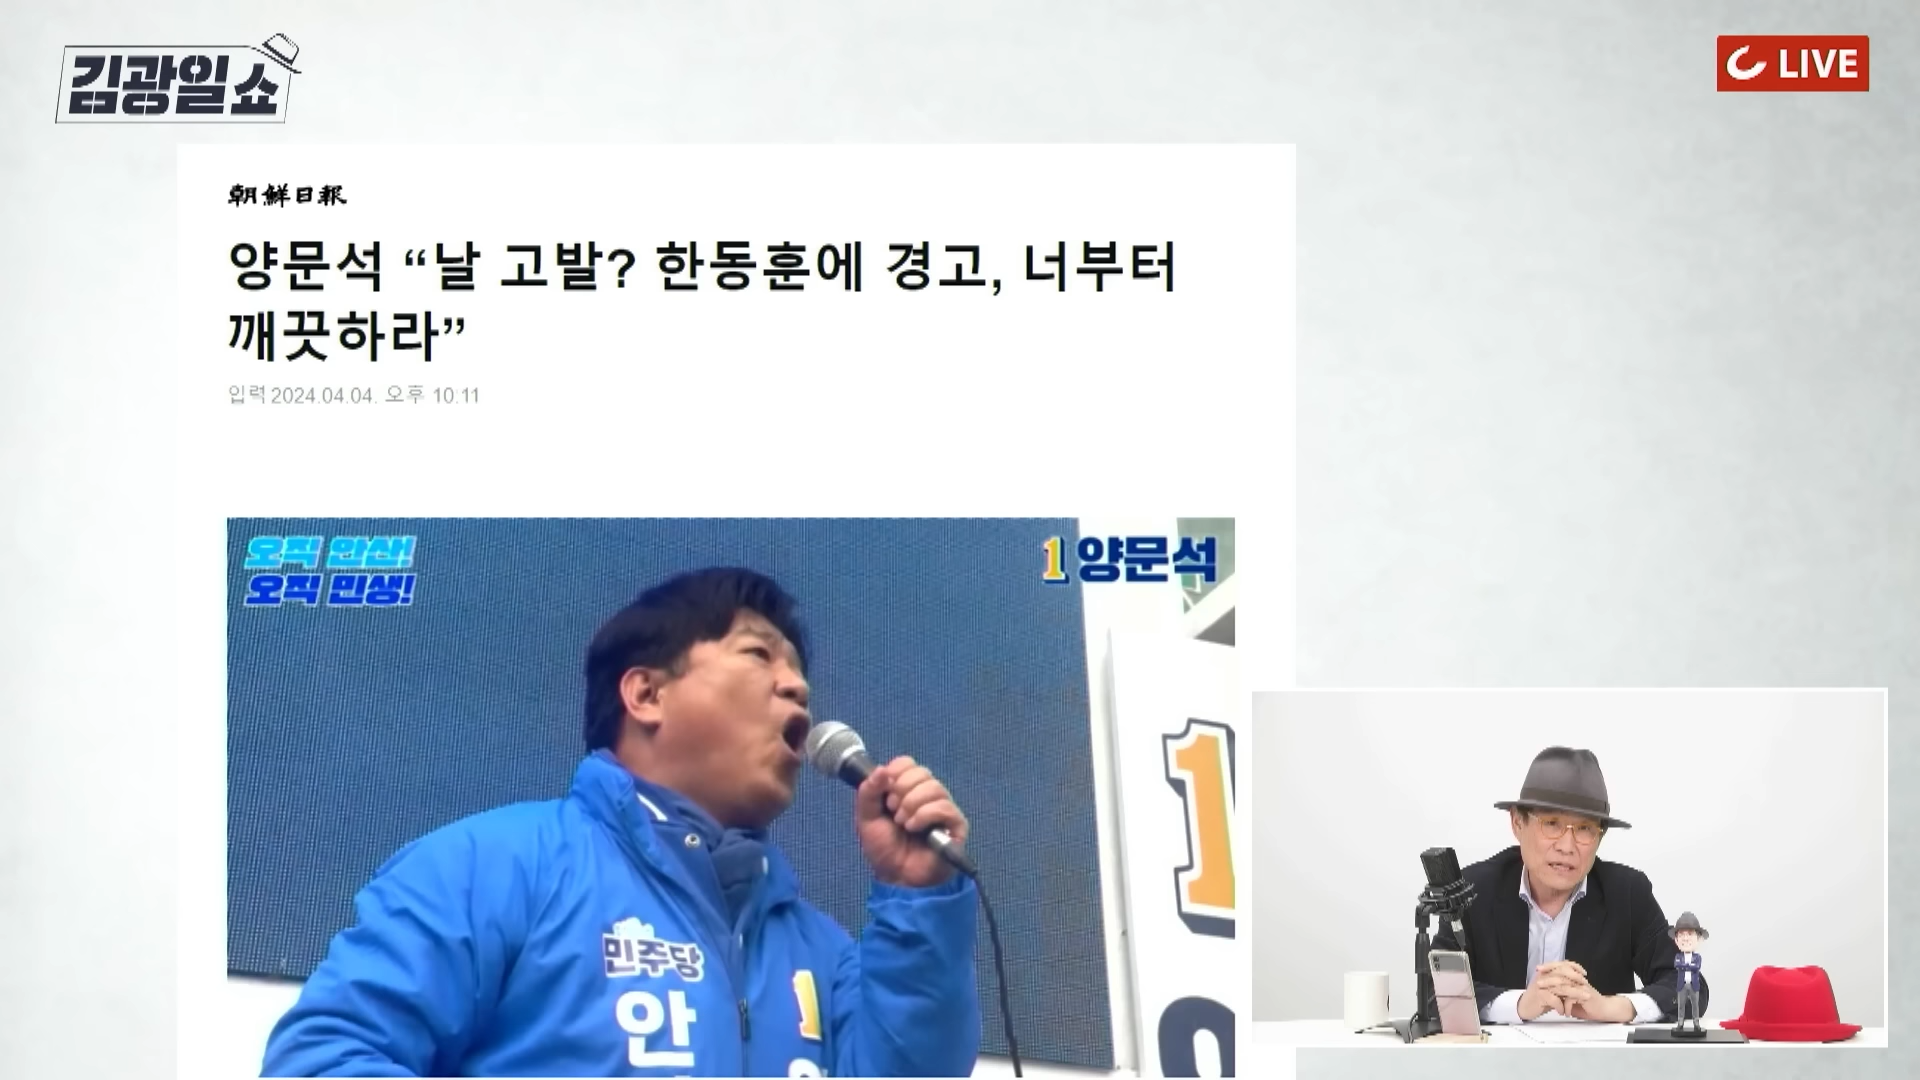 김광일쇼
LIVE
朝鮮日報
양문석 “날 고발? 한동훈에 경고, 너부터
깨끗하라”
입력 2024.04.04. 오후 10:11
오직 안산!
오직 민생!
1 양문석
1
민주당
1
안